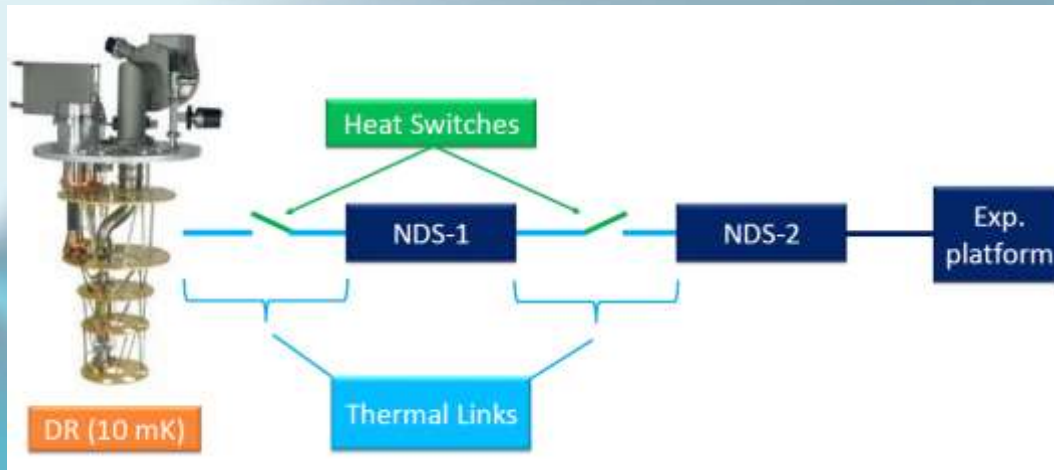 Heat Switches
NDS-1
NDS-2
Exp.
platform
Thermal Links
DR (10 mK)